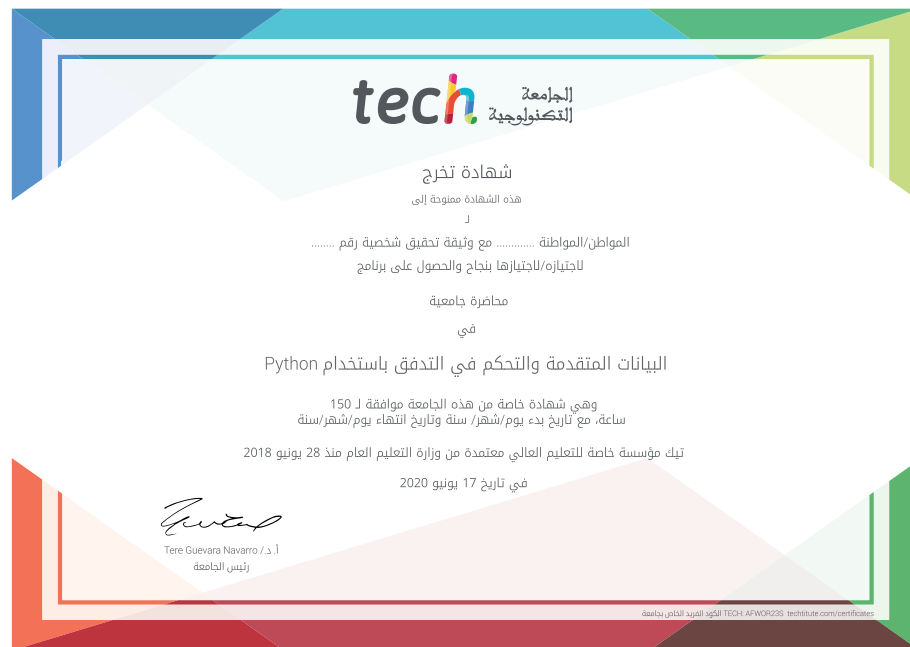 tech الجامعة
التكنولوجية
شهادة تخرج
هذه الشهادة ممنوحة إلى
لـ
المواطن/المواطنة ............ مع وثيقة تحقيق شخصية رقم ........
لاجتيازه/لاجتيازها بنجاح والحصول على برنامج
محاضرة جامعية
في
البيانات المتقدمة والتحكم في التدفق باستخدام Python
وهي شهادة خاصة من هذه الجامعة موافقة لـ 150
ساعة، مع تاريخ بدء يوم/شهر/ سنة وتاريخ انتهاء يوم/شهر/سنة
تيك مؤسسة خاصة للتعليم العالي معتمدة من وزارة التعليم العام منذ 28 يونيو 2018
في تاريخ 17 يونيو 2020
أ.د./ Tere Guevara Navarro
رئيس الجامعة
الكود الفريد الخاص بجامعة TECH: AFWOR23S techtitute.com/certificates